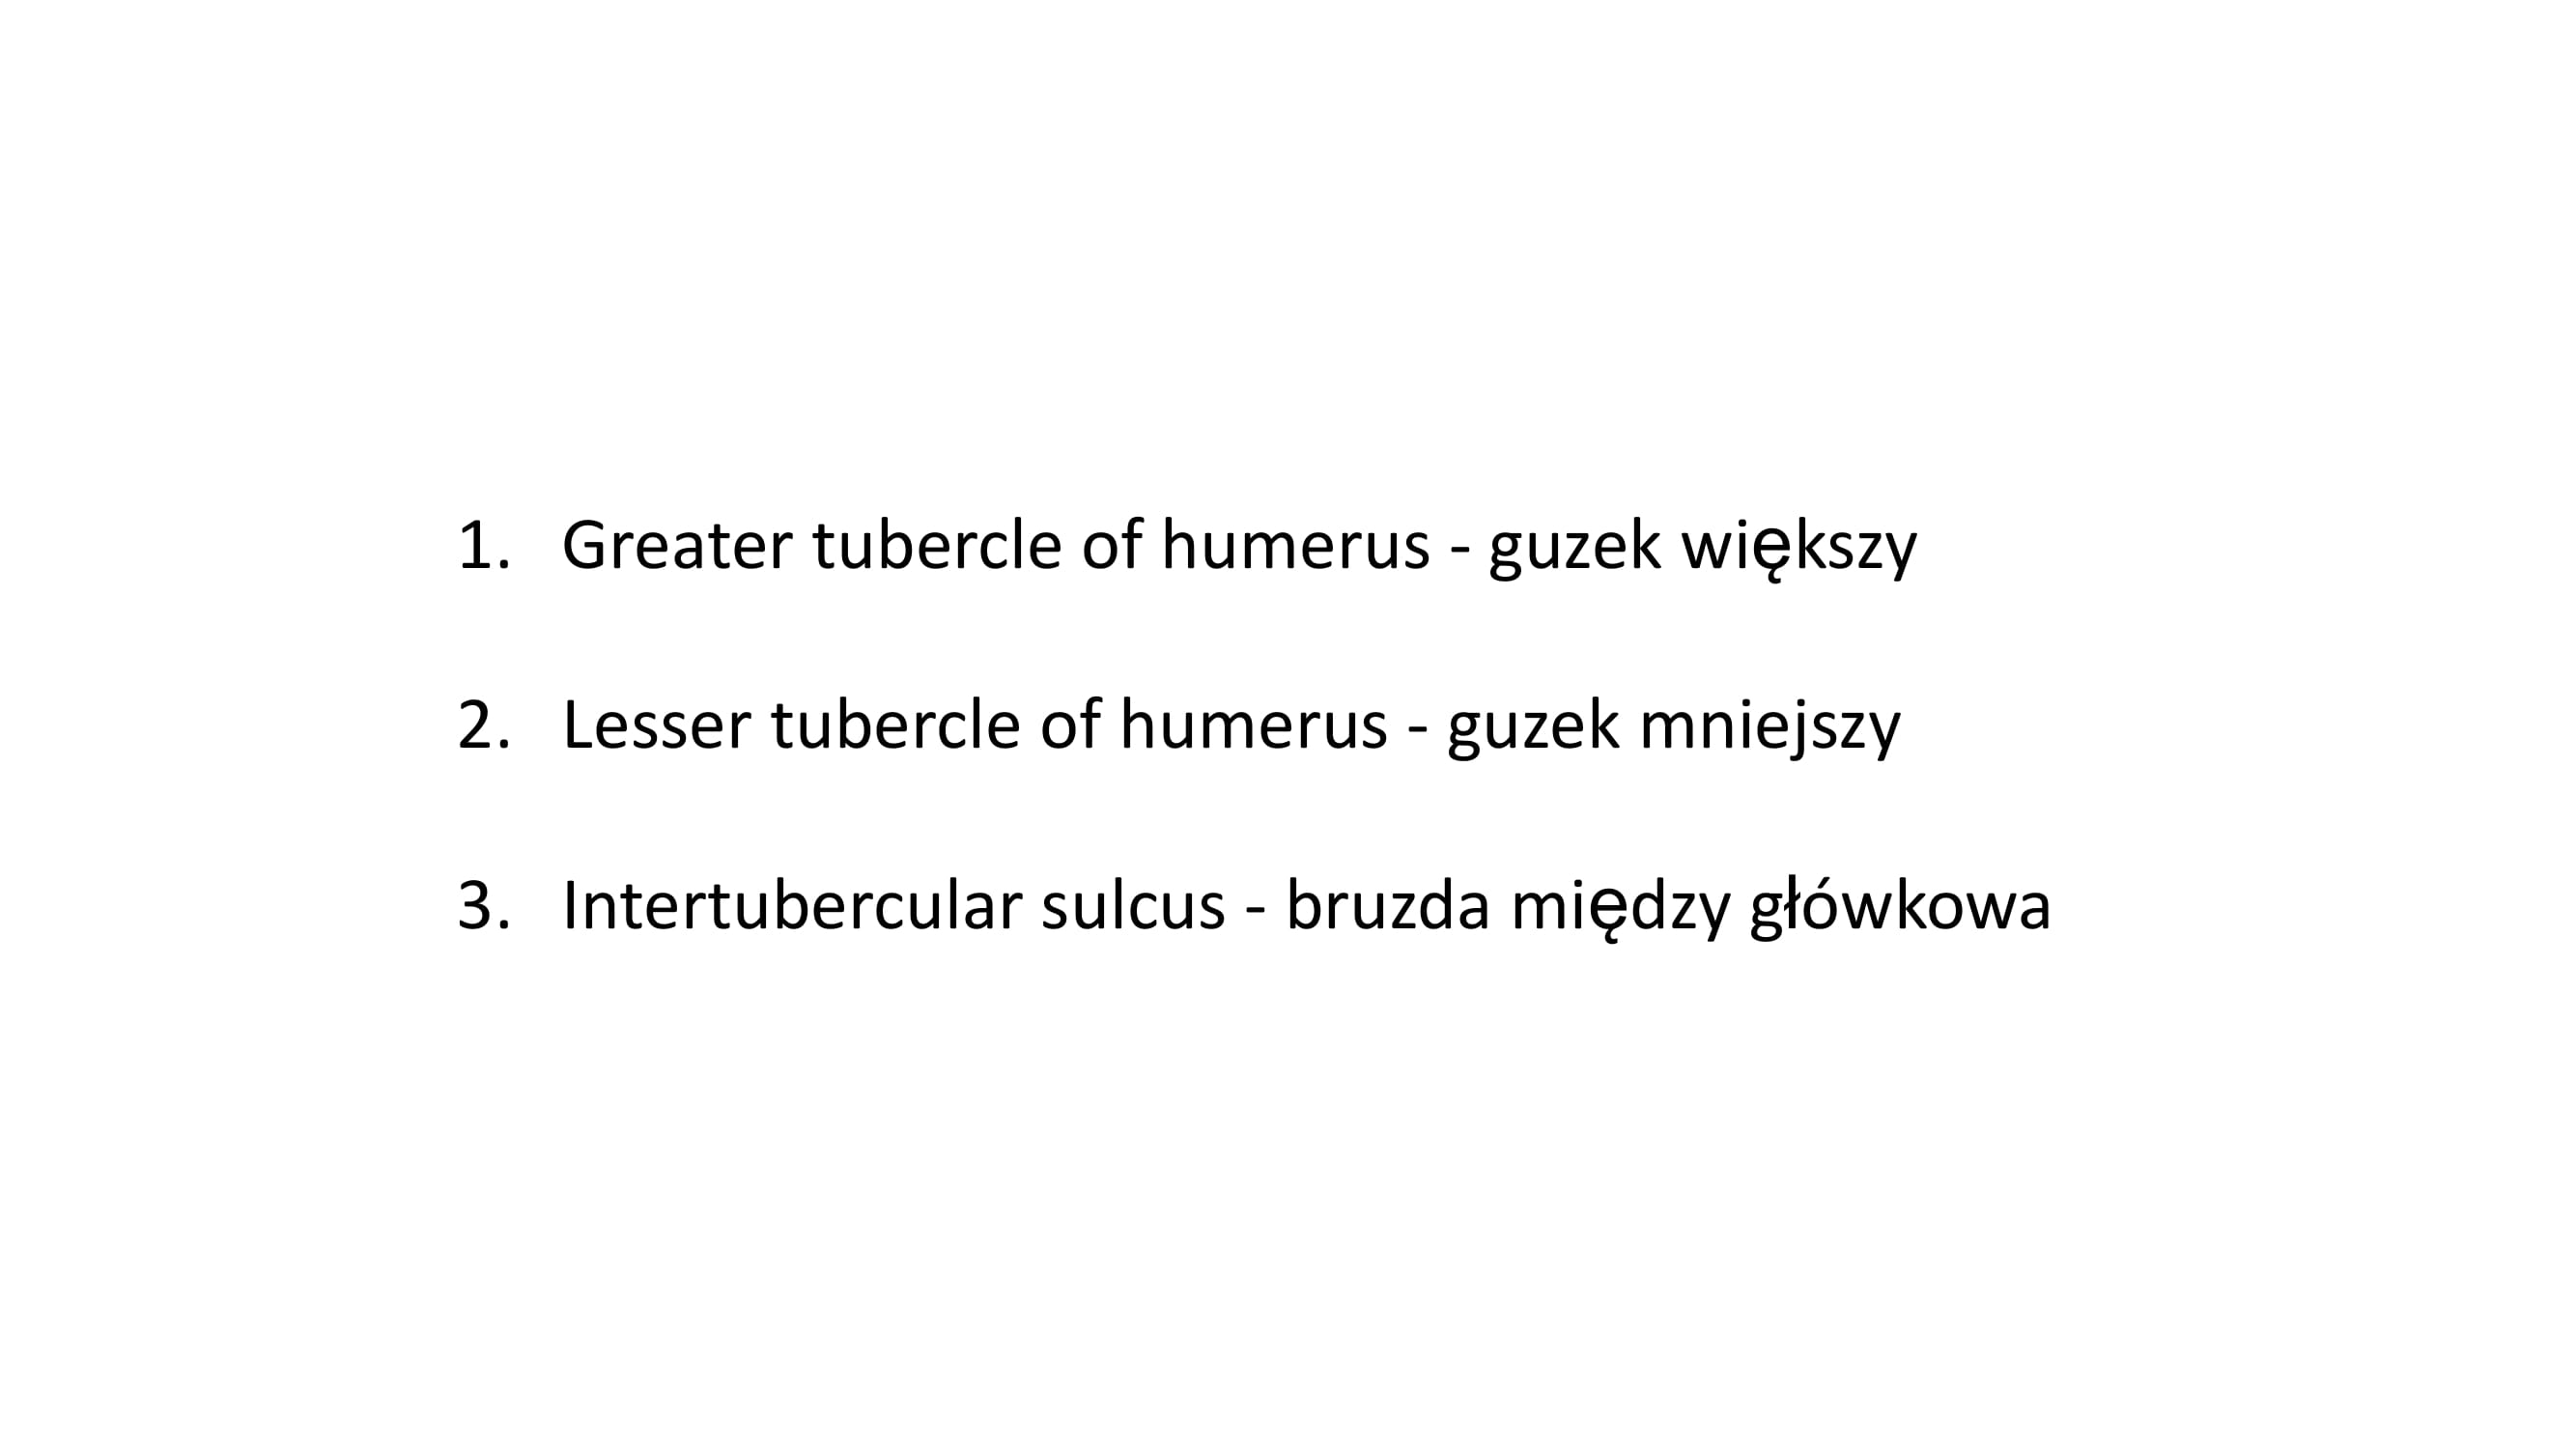 1. Greater tubercle of humerus - guzek większy
2. Lesser tubercle of humerus - guzek mniejszy
3. Intertubercular sulcus - bruzda między główkowa